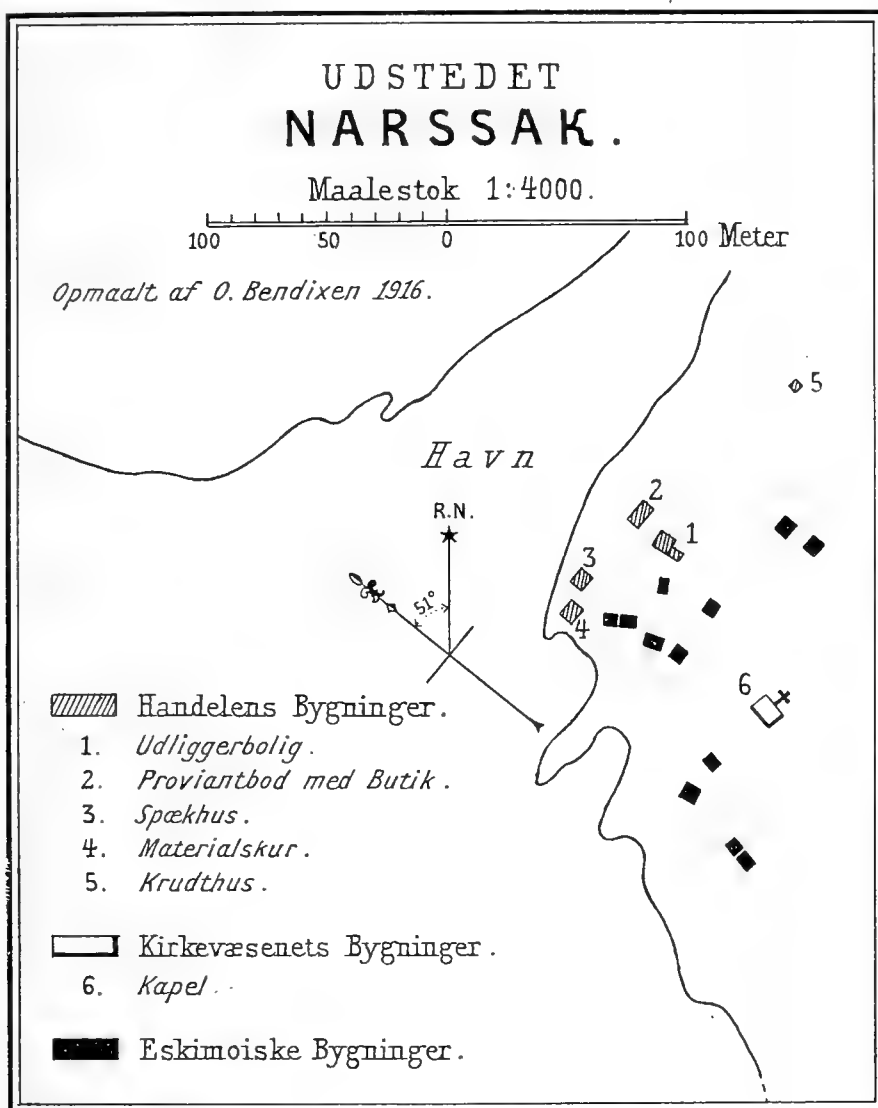 UDSTEDET
NARSSAK.
Maalestok 1:4000.
100 50 0 100 Meter
Opmaalt af O. Bendixen 1916.
5
Havn
2
R.N.
1
3
51°
4
6
Handelens Bygninger.
1. Udliggerbolig.
2. Proviantbod med Butik.
3. Spækhus.
4. Materialskur.
5. Krudthus.
Kirkevæsenets Bygninger.
6. Kapel.
Eskimoiske Bygninger.